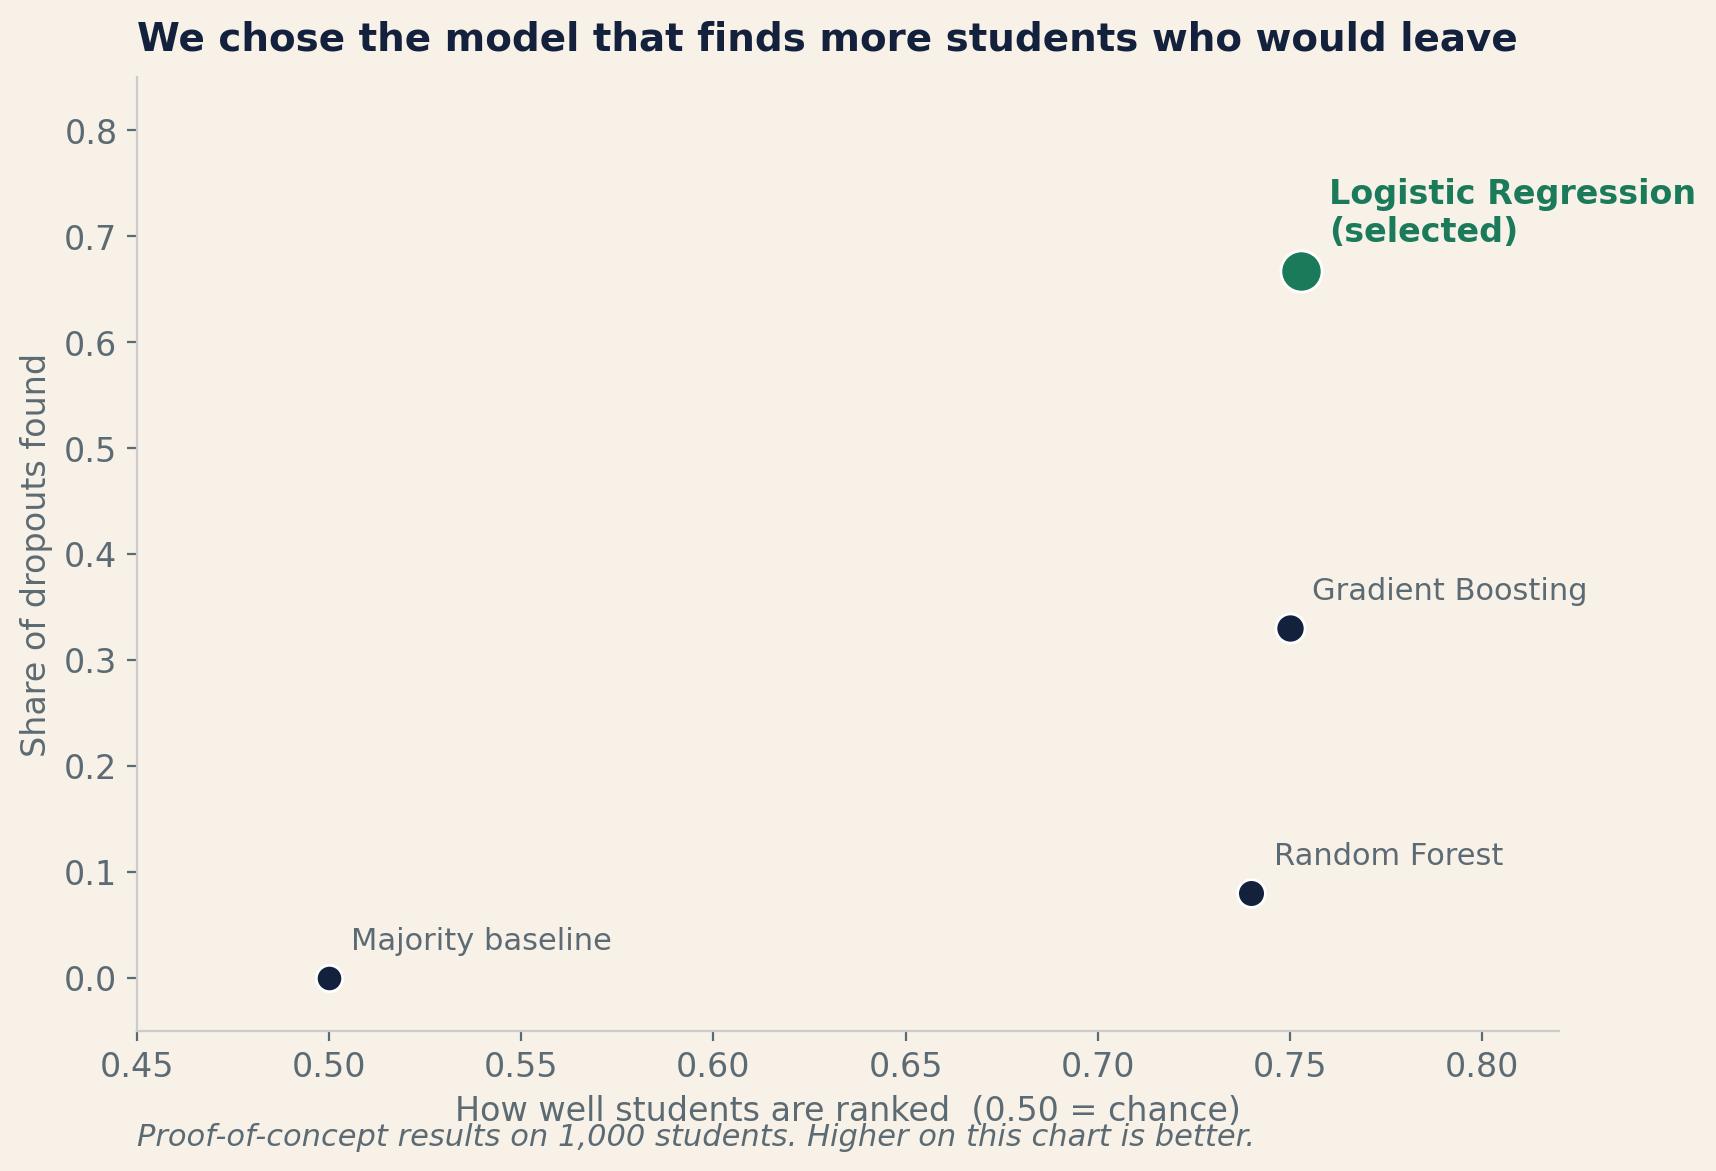 We chose the model that finds more students who would leave
Share of dropouts found
0.8
0.7
0.6
0.5
0.4
0.3
0.2
0.1
0.0
Logistic Regression
(selected)
Gradient Boosting
Random Forest
Majority baseline
0.45 0.50 0.55 0.60 0.65 0.70 0.75 0.80
How well students are ranked (0.50 = chance)
Proof-of-concept results on 1,000 students. Higher on this chart is better.